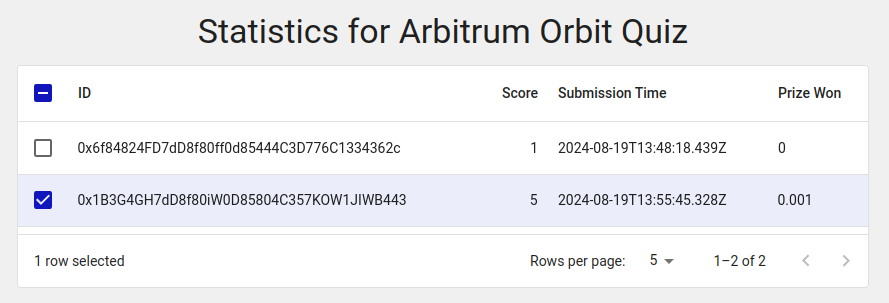 Statistics for Arbitrum Orbit Quiz
ID Score Submission Time Prize Won
0x6f84824FD7dD8f80ff0d85444C3D776C1334362c 1 2024-08-19T13:48:18.439Z 0
0x1B3G4GH7dD8f80iW0D85804C357KOW1JIWB443 5 2024-08-19T13:55:45.328Z 0.001
1 row selected Rows per page: 5 1–2 of 2